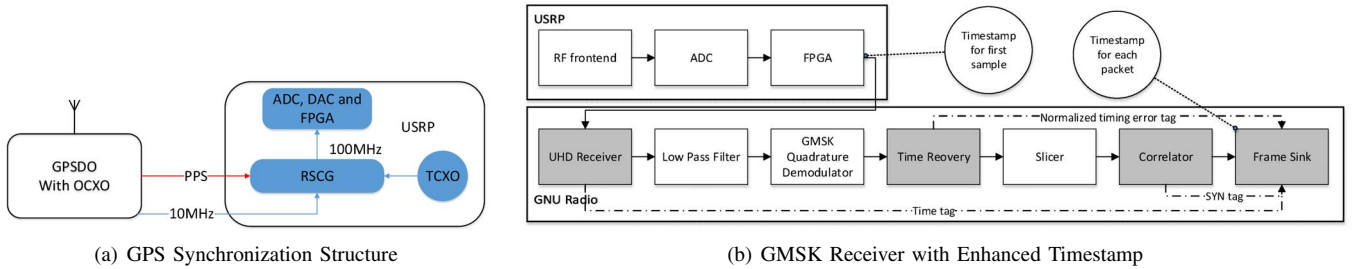 GPSDO
With OCXO
PPS
10MHz
ADC, DAC and
FPGA
USRP
100MHz
RSCG
TCXO
(a) GPS Synchronization Structure
USRP
RF frontend
ADC
FPGA
Timestamp
for first
sample
Timestamp
for each
packet
Normalized timing error tag
UHD Receiver
Low Pass Filter
GMSK
Quadrature
Demodulator
Time Reovery
Slicer
Correlator
Frame Sink
SYN tag
GNU Radio
Time tag
(b) GMSK Receiver with Enhanced Timestamp